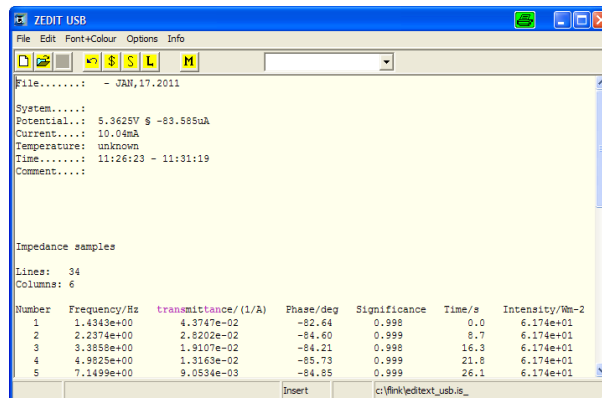 ZEDIT USB
File Edit Font+Colour Options Info
$ S L M
File.......: - JAN,17.2011
System.....:
Potential..: 5.3625V § -83.585uA
Current....: 10.04mA
Temperature: unknown
Time.......: 11:26:23 - 11:31:19
Comment....:
Impedance samples
Lines: 34
Columns: 6
Number Frequency/Hz transmittance/(1/A) Phase/deg Significance Time/s Intensity/Wm-2
1 1.4343e+00 4.3747e-02 -82.64 0.998 0.0 6.174e+01
2 2.2374e+00 2.8202e-02 -84.60 0.999 8.7 6.174e+01
3 3.3858e+00 1.9107e-02 -84.21 0.999 16.3 6.174e+01
4 4.9825e+00 1.3163e-02 -85.73 0.999 21.8 6.174e+01
5 7.1499e+00 9.0534e-03 -84.85 0.999 26.1 6.174e+01
Insert c:\flink\editext_usb.is_